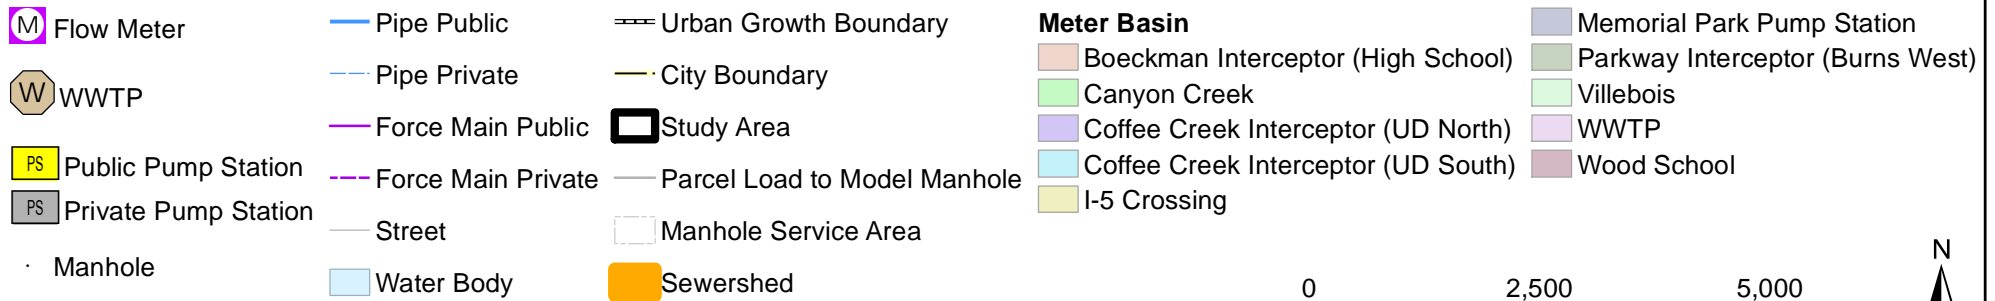 M Flow Meter
W WWTP
PS Public Pump Station
PS Private Pump Station
Manhole
Pipe Public
Pipe Private
Force Main Public
Force Main Private
Street
Water Body
Urban Growth Boundary
City Boundary
Study Area
Parcel Load to Model Manhole
Manhole Service Area
Sewershed
Meter Basin
Boeckman Interceptor (High School)
Canyon Creek
Coffee Creek Interceptor (UD North)
Coffee Creek Interceptor (UD South)
I-5 Crossing
Memorial Park Pump Station
Parkway Interceptor (Burns West)
Villebois
WWTP
Wood School
N
0 2,500 5,000